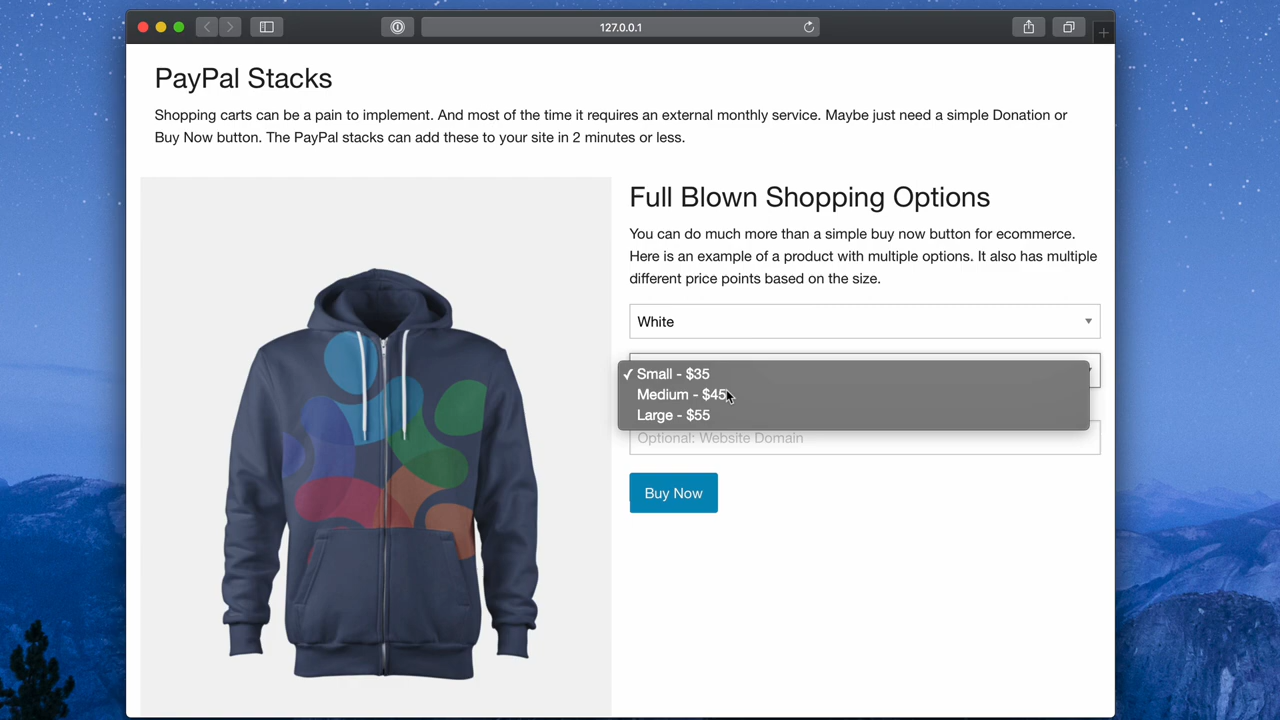 127.0.0.1
PayPal Stacks
Shopping carts can be a pain to implement. And most of the time it requires an external monthly service. Maybe just need a simple Donation or
Buy Now button. The PayPal stacks can add these to your site in 2 minutes or less.
Full Blown Shopping Options
You can do much more than a simple buy now button for ecommerce.
Here is an example of a product with multiple options. It also has multiple
different price points based on the size.
White
✓ Small - $35
Medium - $45
Large - $55
Optional: Website Domain
Buy Now